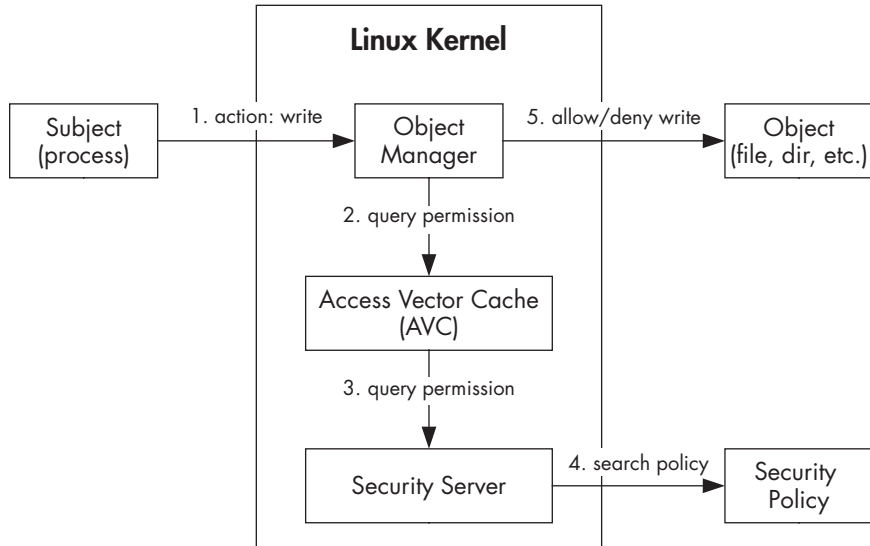 Linux Kernel
Subject
(process)
1. action: write
Object
Manager
5. allow/deny write
Object
(file, dir, etc.)
2. query permission
Access Vector Cache
(AVC)
3. query permission
Security Server
4. search policy
Security
Policy